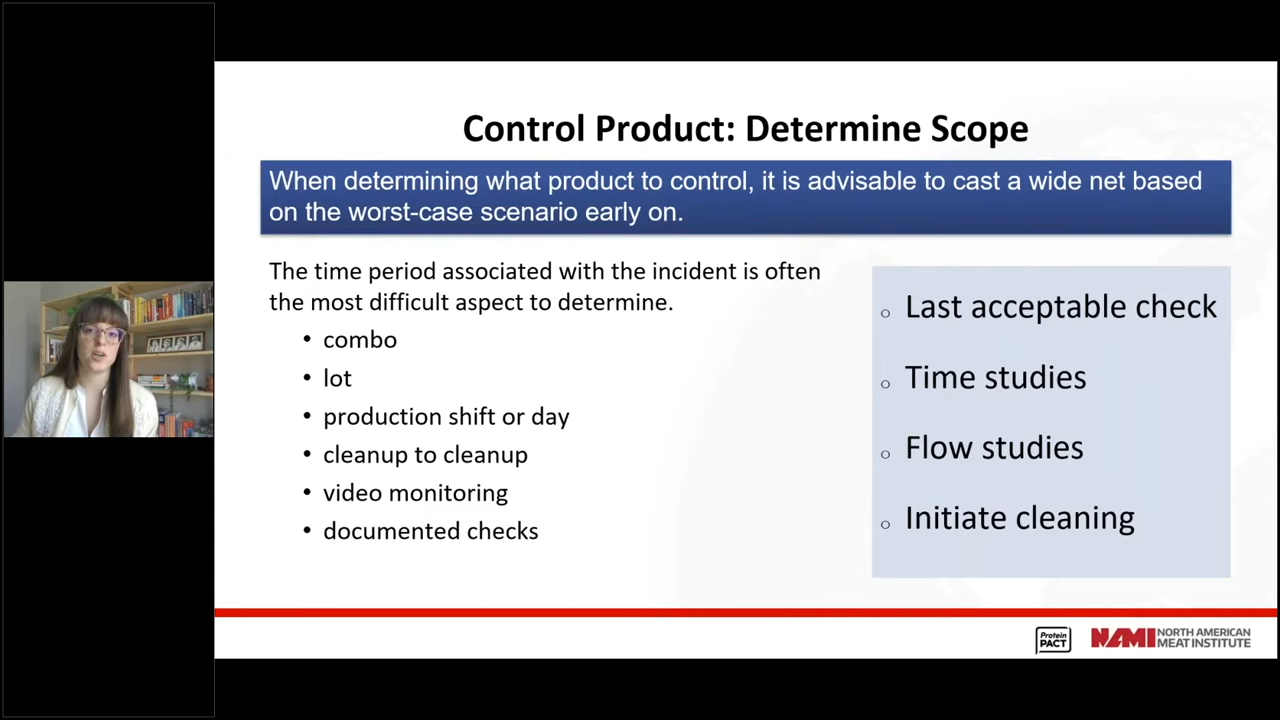 Control Product: Determine Scope
When determining what product to control, it is advisable to cast a wide net based
on the worst-case scenario early on.
The time period associated with the incident is often
the most difficult aspect to determine.
• combo
• lot
• production shift or day
• cleanup to cleanup
• video monitoring
• documented checks
o Last acceptable check
o Time studies
o Flow studies
o Initiate cleaning
Protein
PACT
NAMI NORTH AMERICAN
MEAT INSTITUTE